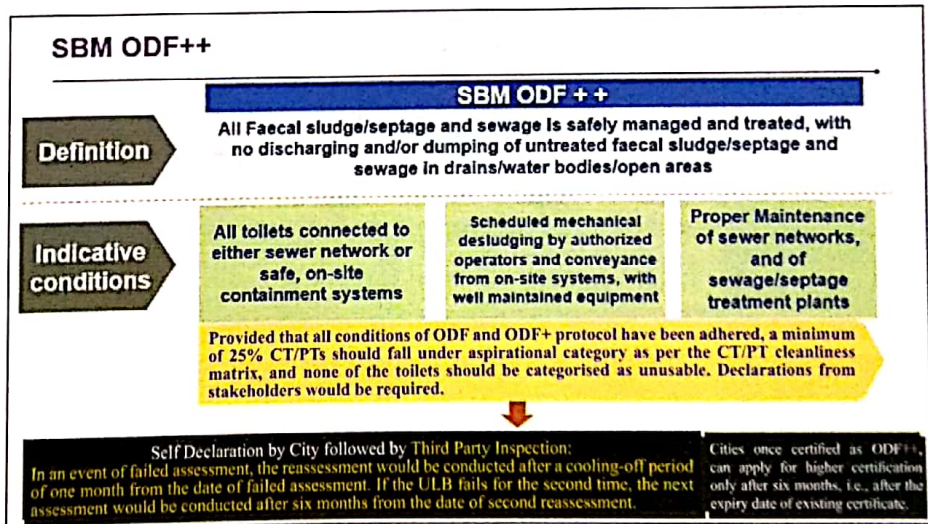 SBM ODF++
SBM ODF + +
Definition
All Faecal sludge/septage and sewage is safely managed and treated, with
no discharging and/or dumping of untreated faecal sludge/septage and
sewage in drains/water bodies/open areas
Indicative
conditions
All toilets connected to
either sewer network or
safe, on-site
containment systems
Scheduled mechanical
desludging by authorized
operators and conveyance
from on-site systems, with
well maintained equipment
Proper Maintenance
of sewer networks,
and of
sewage/septage
treatment plants
Provided that all conditions of ODF and ODF+ protocol have been adhered, a minimum
of 25% CT/PTs should fall under aspirational category as per the CT/PT cleanliness
matrix, and none of the toilets should be categorised as unusable. Declarations from
stakeholders would be required.
Self Declaration by City followed by Third Party Inspection:
In an event of failed assessment, the reassessment would be conducted after a cooling-off period
of one month from the date of failed assessment. If the ULB fails for the second time, the next
assessment would be conducted after six months from the date of second reassessment.
Cities once certified as ODF++,
can apply for higher certification
only after six months, i.e., after the
expiry date of existing certificate.